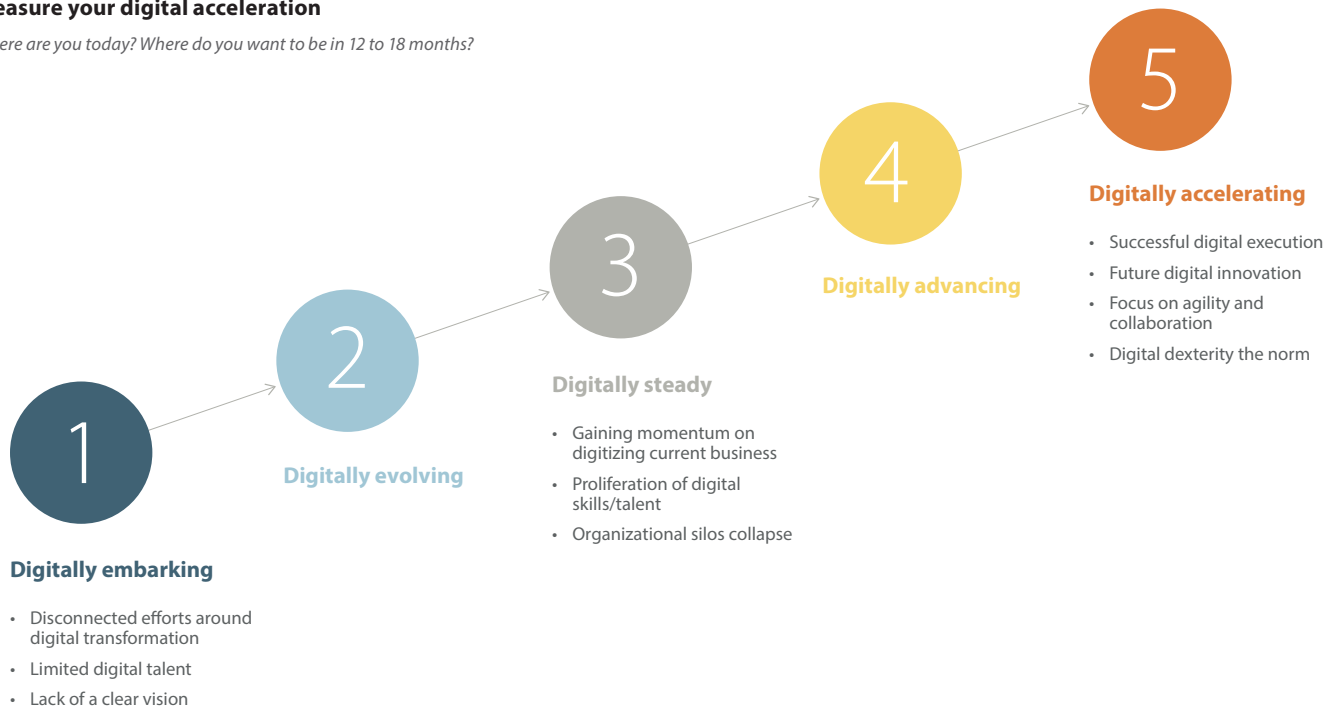 easure your digital acceleration
ere are you today? Where do you want to be in 12 to 18 months?
1
Digitally embarking
• Disconnected efforts around
digital transformation
• Limited digital talent
• Lack of a clear vision
2
Digitally evolving
3
Digitally steady
• Gaining momentum on
digitizing current business
• Proliferation of digital
skills/talent
• Organizational silos collapse
4
Digitally advancing
5
Digitally accelerating
• Successful digital execution
• Future digital innovation
• Focus on agility and
collaboration
• Digital dexterity the norm